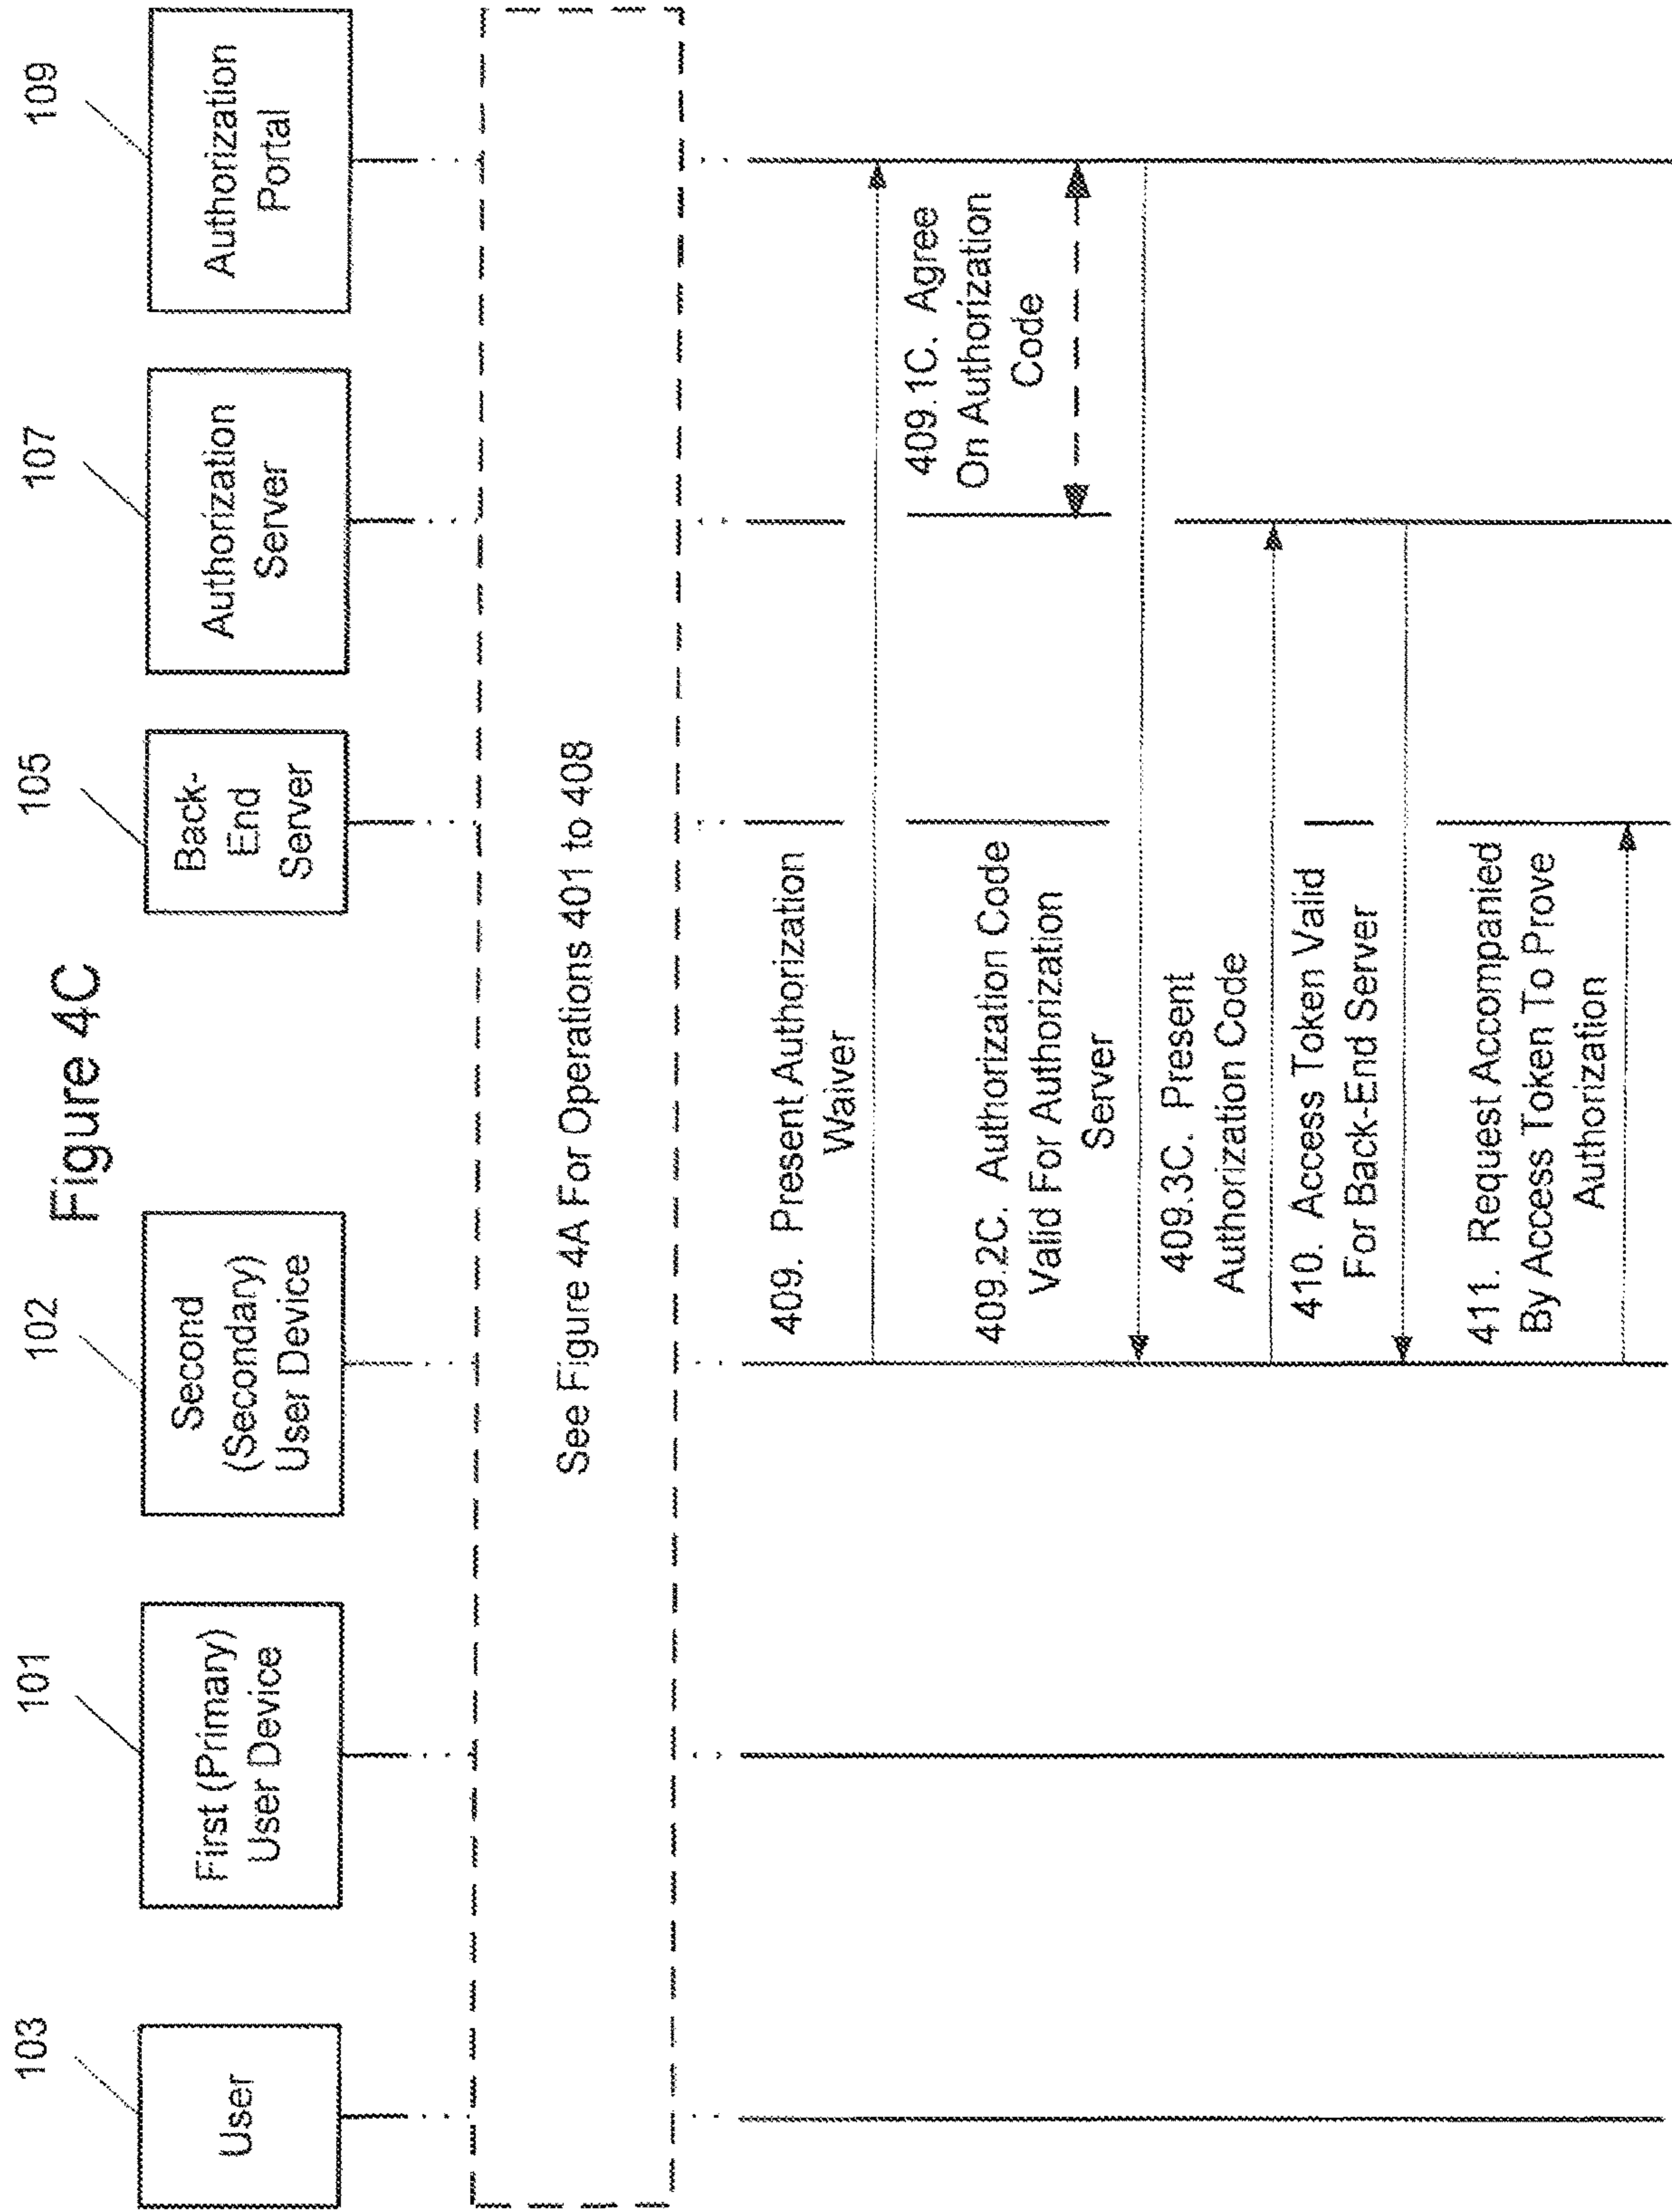 Figure 4C
103
101
102
105
107
109
User
First (Primary)
User Device
Second
(Secondary)
User Device
Back-
End
Server
Authorization
Server
Authorization
Portal
See Figure 4A For Operations 401 to 408
409. Present Authorization
Waiver
409.1C. Agree
On Authorization
Code
409.2C. Authorization Code
Valid For Authorization
Server
409.3C. Present
Authorization Code
410. Access Token Valid
For Back-End Server
411. Request Accompanied
By Access Token To Prove
Authorization